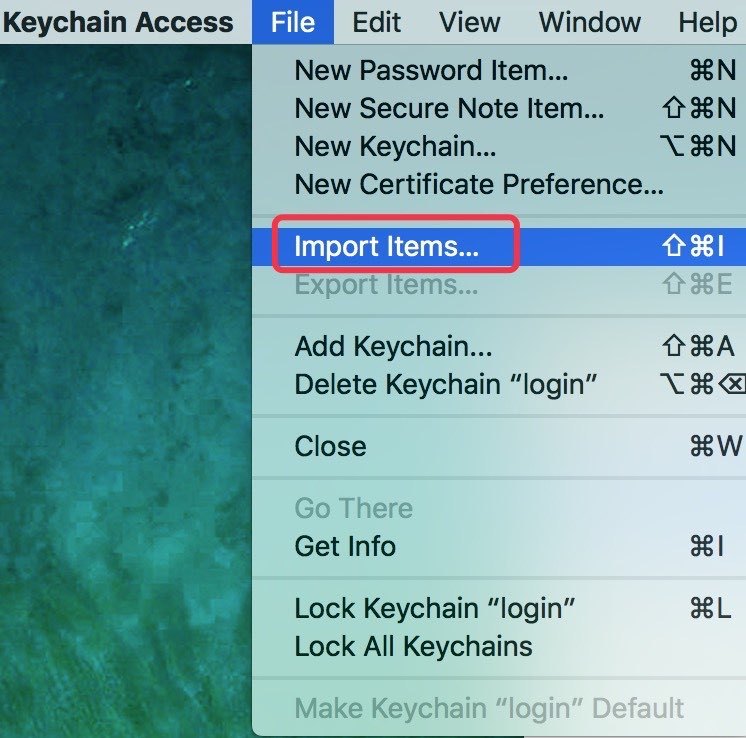 Keychain Access File Edit View Window Help
New Password Item... ⌘N
New Secure Note Item... ⇧⌘N
New Keychain... ⌥⌘N
New Certificate Preference...
Import Items... ⇧⌘I
Export Items... ⇧⌘E
Add Keychain... ⇧⌘A
Delete Keychain “login” ⌥⌘⌫
Close ⌘W
Go There
Get Info ⌘I
Lock Keychain “login” ⌘L
Lock All Keychains
Make Keychain “login” Default